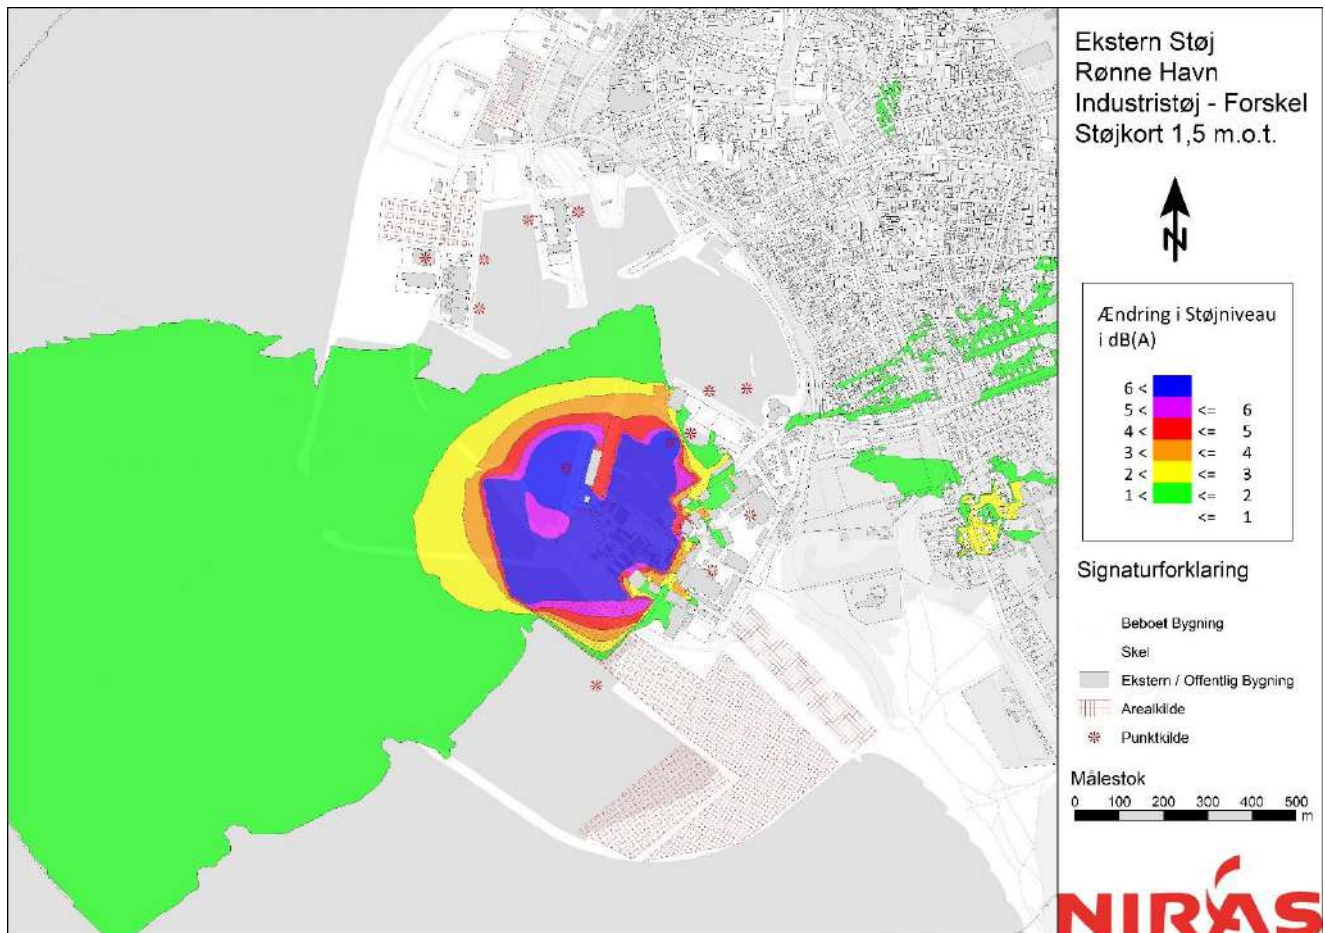 Ekstern Støj
Rønne Havn
Industristøj - Forskel
Støjkort 1,5 m.o.t.
N
Ændring i Støjniveau
i dB(A)
6 <
5 < <= 6
4 < <= 5
3 < <= 4
2 < <= 3
1 < <= 2
<= 1
Signaturforklaring
Beboet Bygning
Skel
Ekstern / Offentlig Bygning
Arealkilde
Punktkilde
Målestok
0 100 200 300 400 500
m
NIRAS